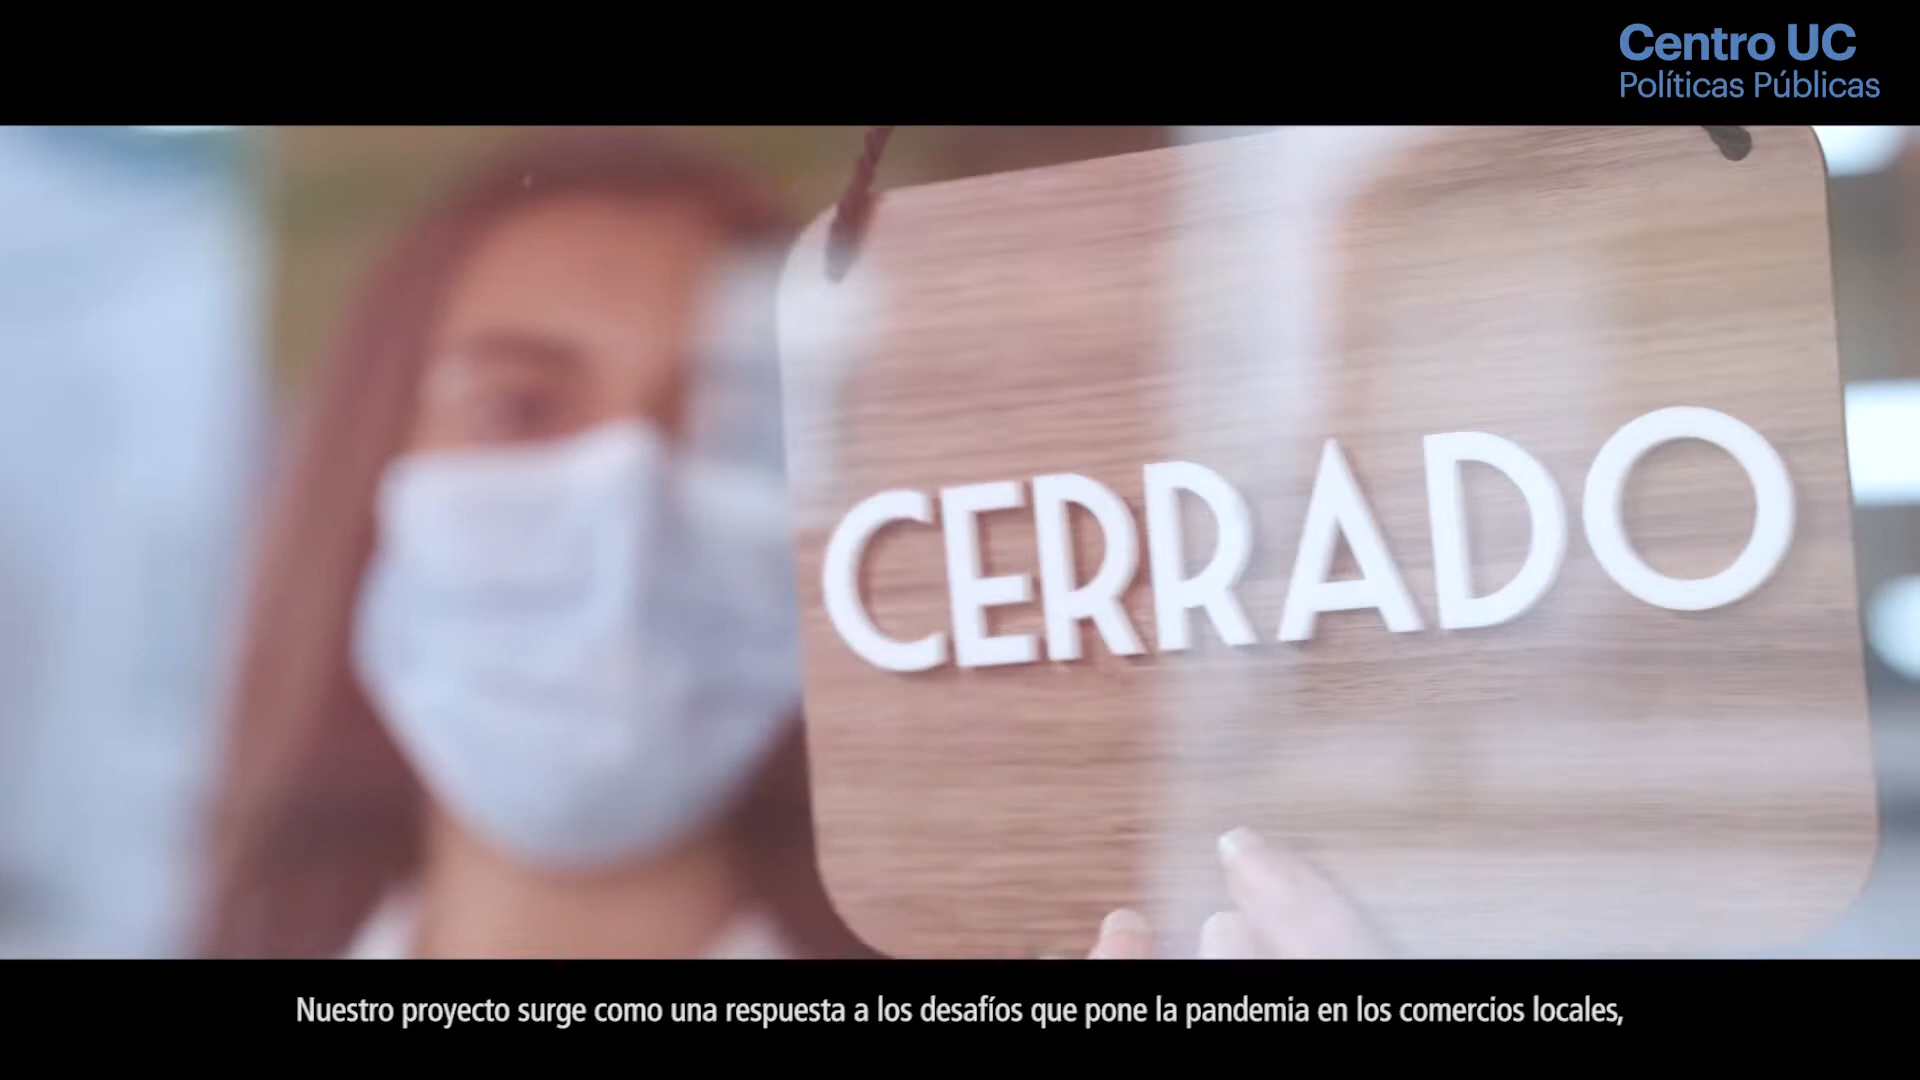 Centro UC
Políticas Públicas
CERRADO
Nuestro proyecto surge como una respuesta a los desafíos que pone la pandemia en los comercios locales,